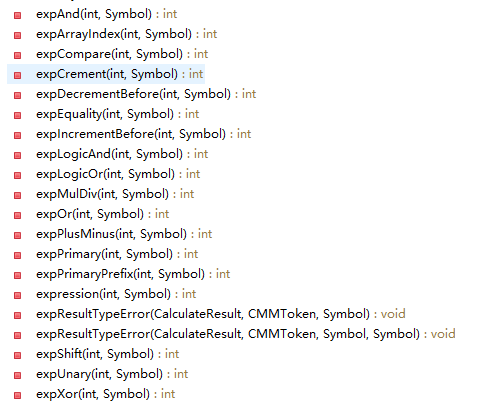 expAnd(int, Symbol) : int
expArrayIndex(int, Symbol) : int
expCompare(int, Symbol) : int
expCrement(int, Symbol) : int
expDecrementBefore(int, Symbol) : int
expEquality(int, Symbol) : int
expIncrementBefore(int, Symbol) : int
expLogicAnd(int, Symbol) : int
expLogicOr(int, Symbol) : int
expMulDiv(int, Symbol) : int
expOr(int, Symbol) : int
expPlusMinus(int, Symbol) : int
expPrimary(int, Symbol) : int
expPrimaryPrefix(int, Symbol) : int
expression(int, Symbol) : int
expResultTypeError(CalculateResult, CMMToken, Symbol) : void
expResultTypeError(CalculateResult, CMMToken, Symbol, Symbol) : void
expShift(int, Symbol) : int
expUnary(int, Symbol) : int
expXor(int, Symbol) : int